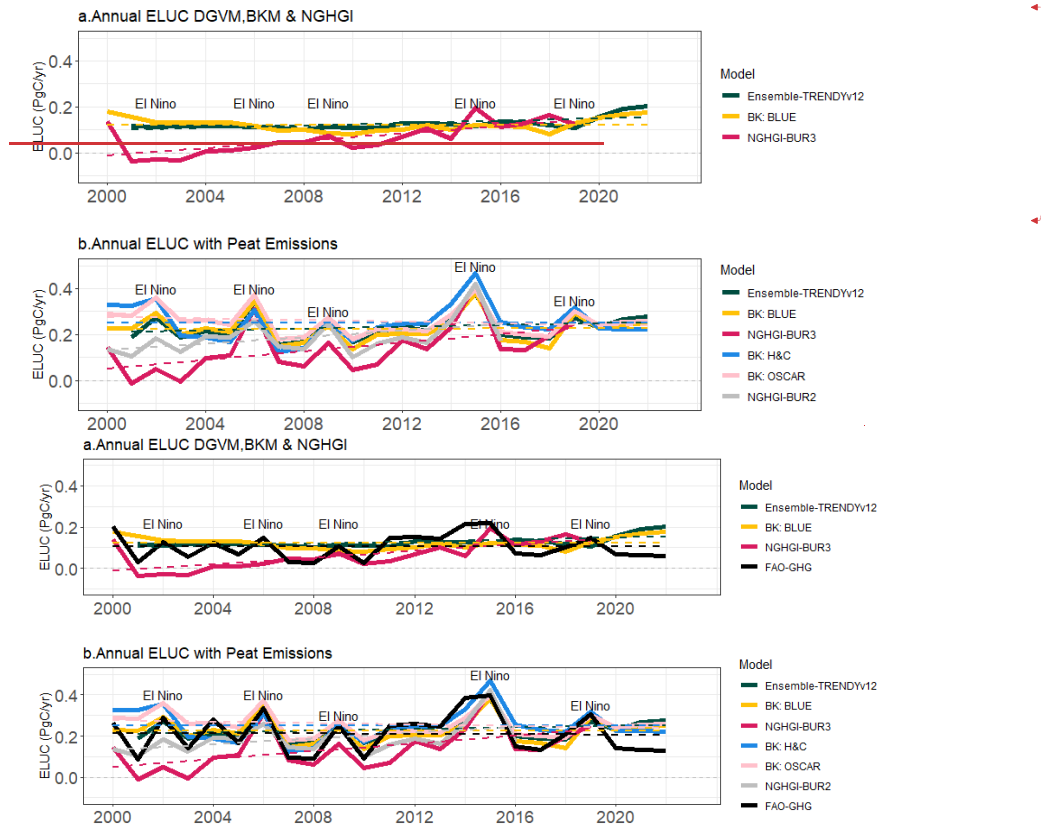 a.Annual ELUC DGVM,BKM & NGHGI
ELUC (PgC/yr)
0.4
0.2
0.0
El Nino El Nino El Nino El Nino El Nino
2000 2004 2008 2012 2016 2020
Model
Ensemble-TRENDYv12
BK: BLUE
NGHGI-BUR3
b.Annual ELUC with Peat Emissions
ELUC (PgC/yr)
0.4
0.2
0.0
El Nino El Nino El Nino El Nino El Nino
2000 2004 2008 2012 2016 2020
Model
Ensemble-TRENDYv12
BK: BLUE
NGHGI-BUR3
BK: H&C
BK: OSCAR
NGHGI-BUR2
a.Annual ELUC DGVM,BKM & NGHGI
ELUC (PgC/yr)
0.4
0.2
0.0
El Nino El Nino El Nino El Nino El Nino
2000 2004 2008 2012 2016 2020
Model
Ensemble-TRENDYv12
BK: BLUE
NGHGI-BUR3
FAO-GHG
b.Annual ELUC with Peat Emissions
ELUC (PgC/yr)
0.4
0.2
0.0
El Nino El Nino El Nino El Nino El Nino
2000 2004 2008 2012 2016 2020
Model
Ensemble-TRENDYv12
BK: BLUE
NGHGI-BUR3
BK: H&C
BK: OSCAR
NGHGI-BUR2
FAO-GHG